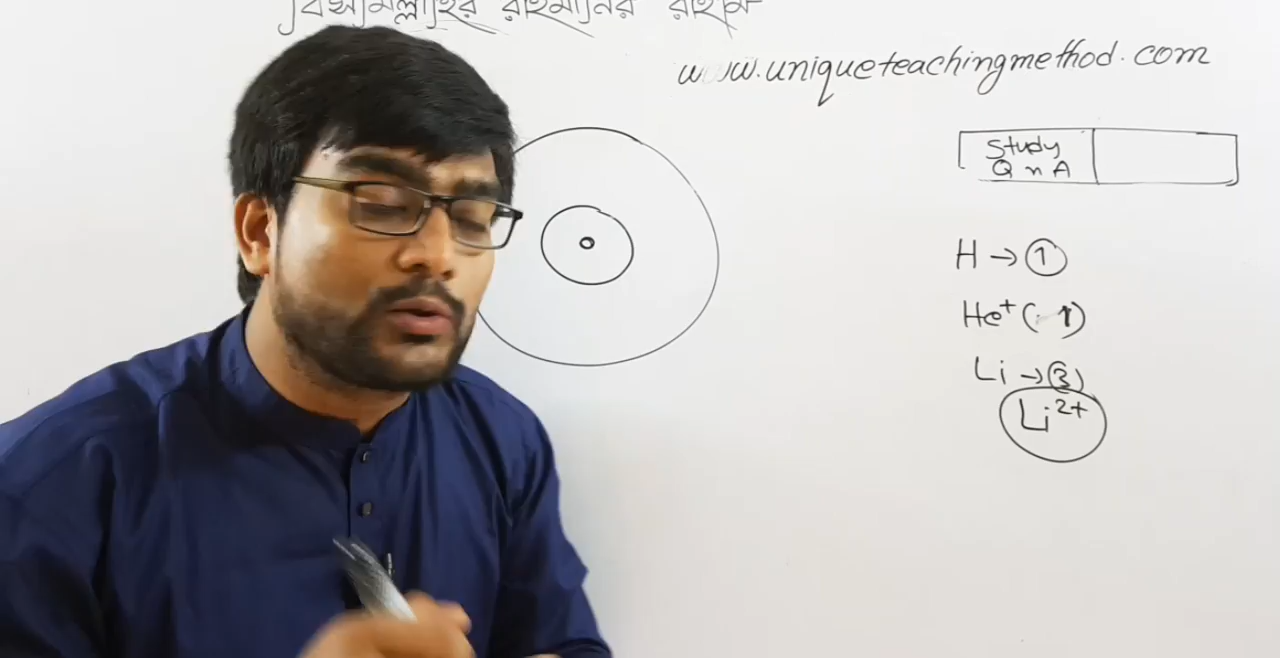 বিসমিল্লাহির রাহমানির রাহিম
www.uniqueteachingmethod.com
Study
Q n A
H → 1
He⁺ (1)
Li → 3
Li²⁺